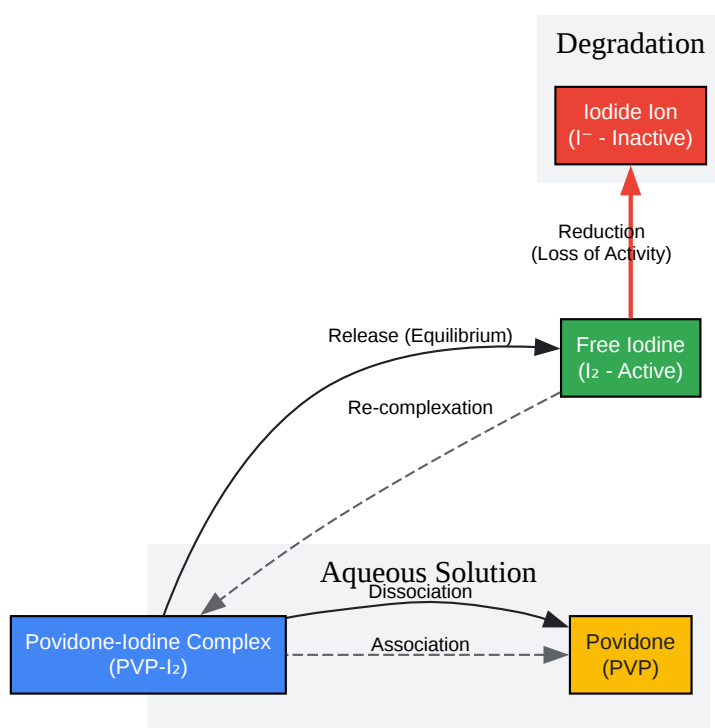 Degradation
Iodide Ion
(I⁻ - Inactive)
Reduction
(Loss of Activity)
Release (Equilibrium)
Free Iodine
(I₂ - Active)
Re-complexation
Aqueous Solution
Dissociation
Povidone-Iodine Complex
(PVP-I₂)
Association
Povidone
(PVP)